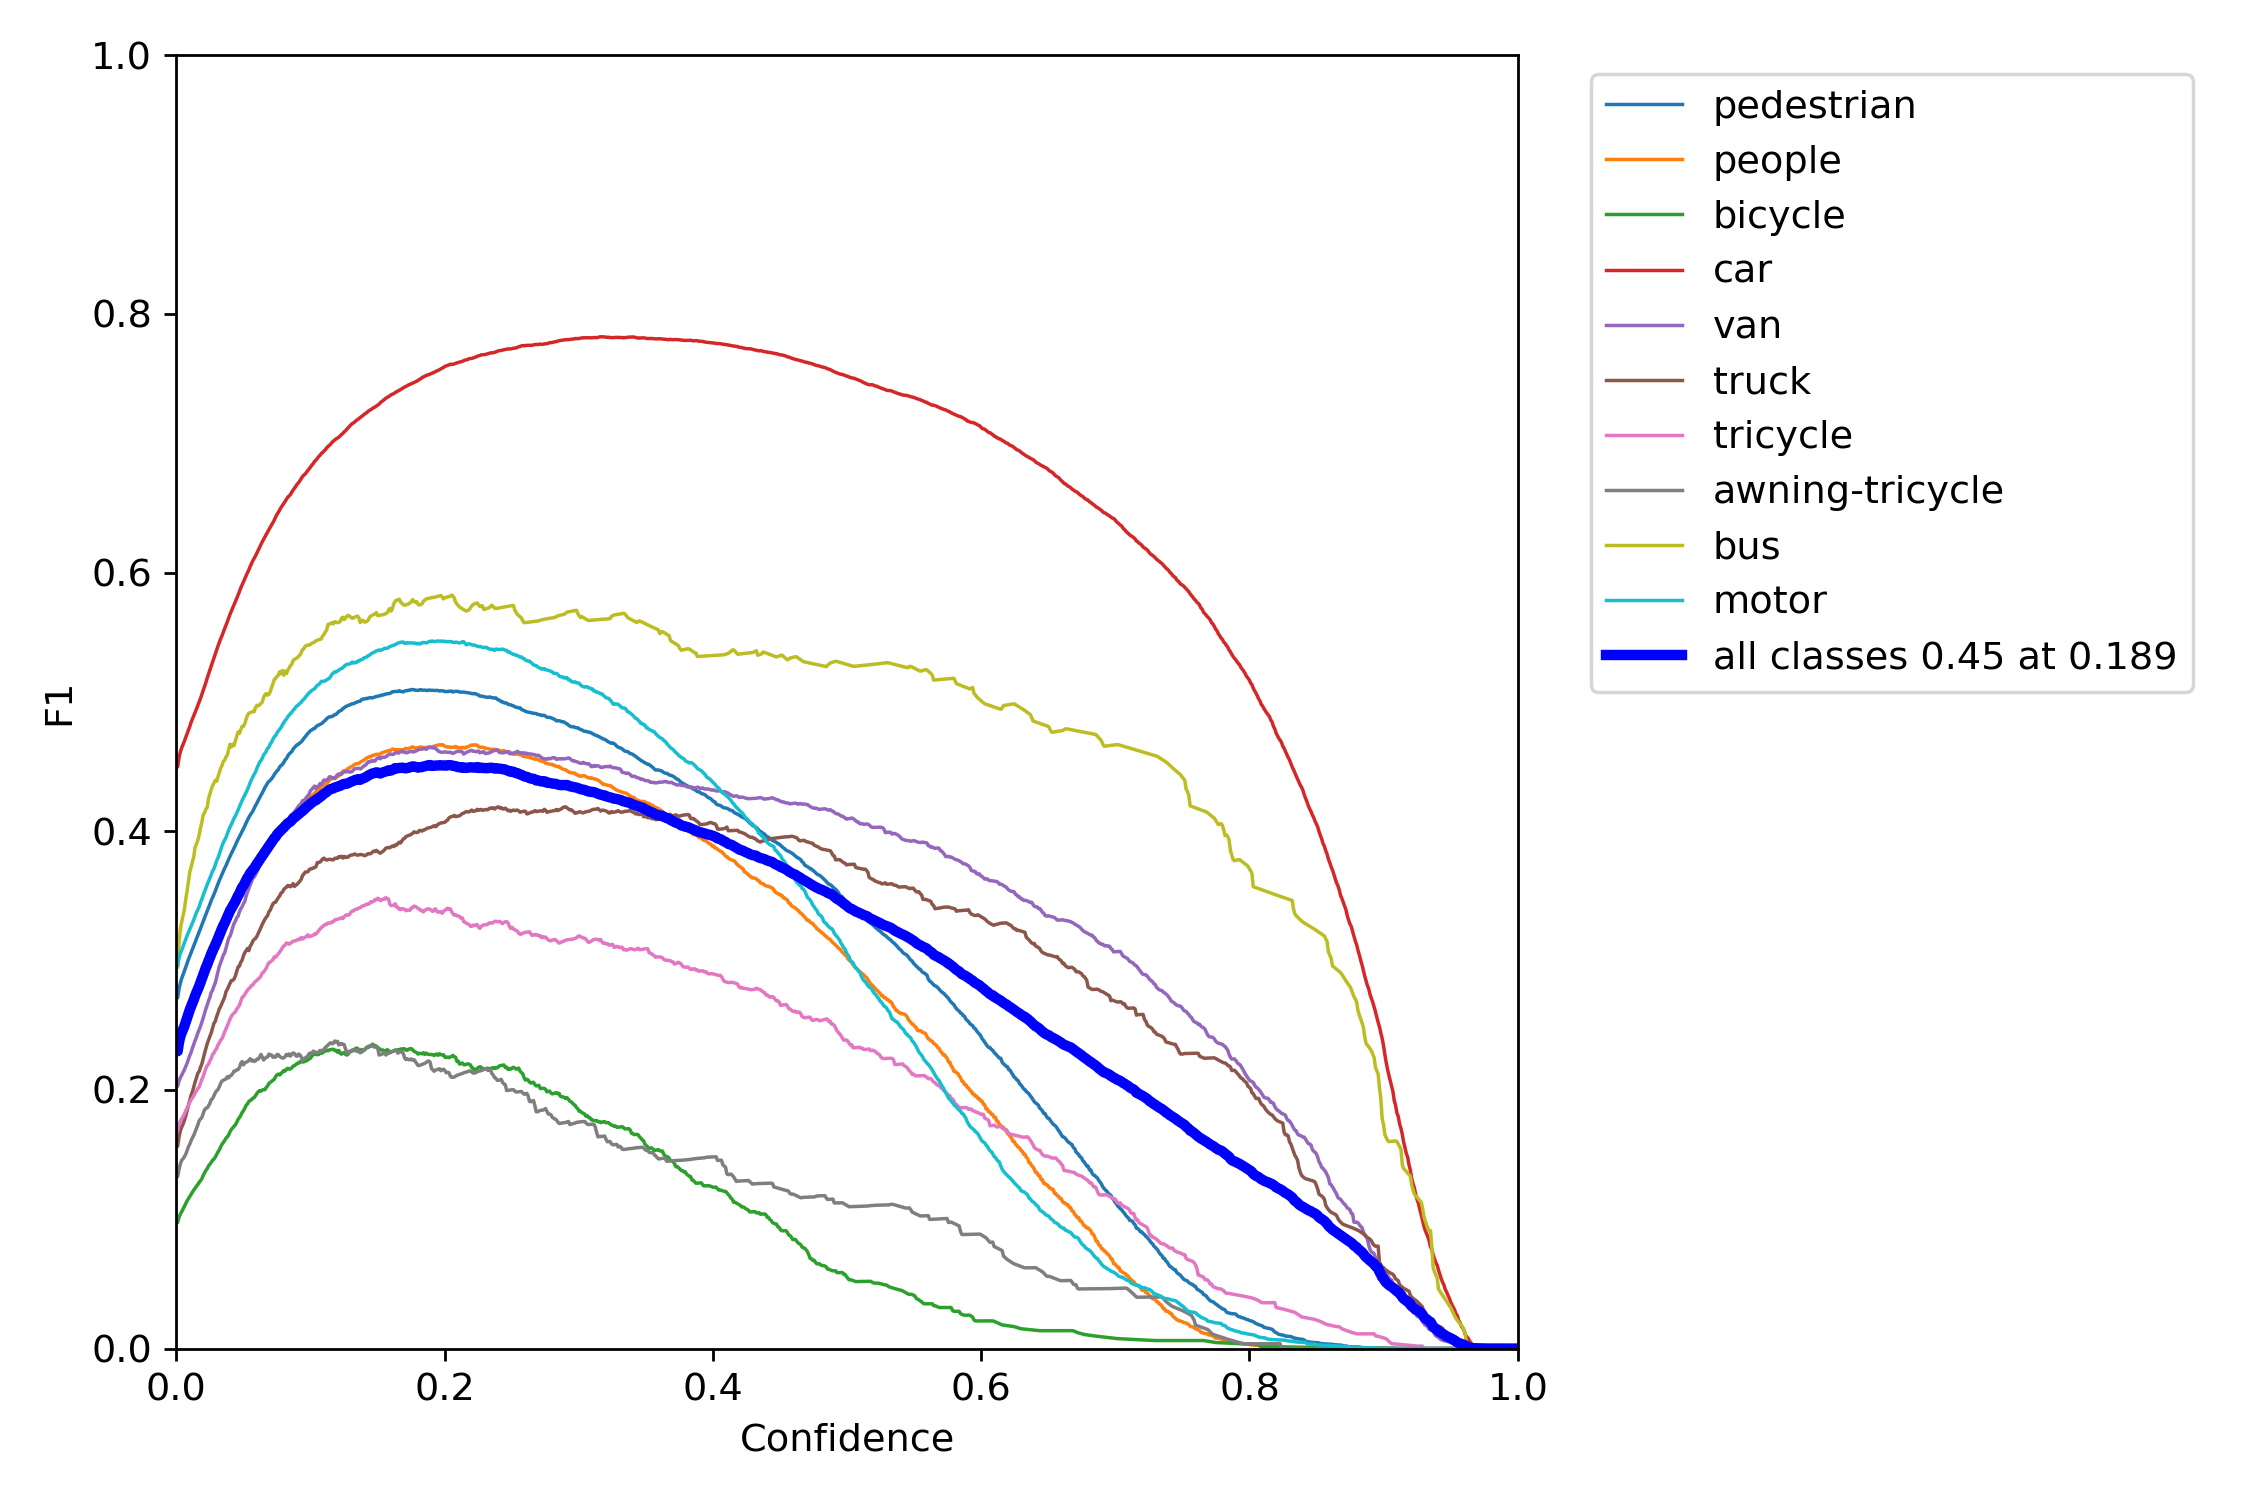 1.0
0.8
0.6
0.4
0.2
0.0
F1
0.0 0.2 0.4 0.6 0.8 1.0
Confidence
pedestrian
people
bicycle
car
van
truck
tricycle
awning-tricycle
bus
motor
all classes 0.45 at 0.189